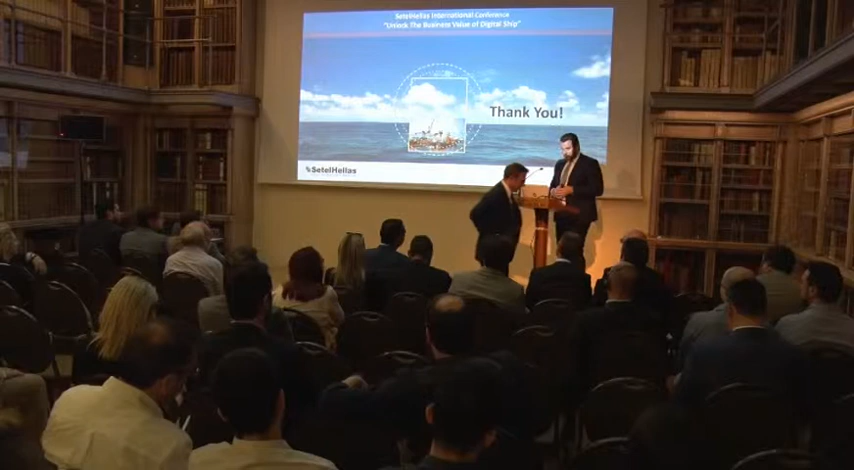 SetelHellas International Conference
"Unlock The Business Value of Digital Ship"
Thank You!
SetelHellas